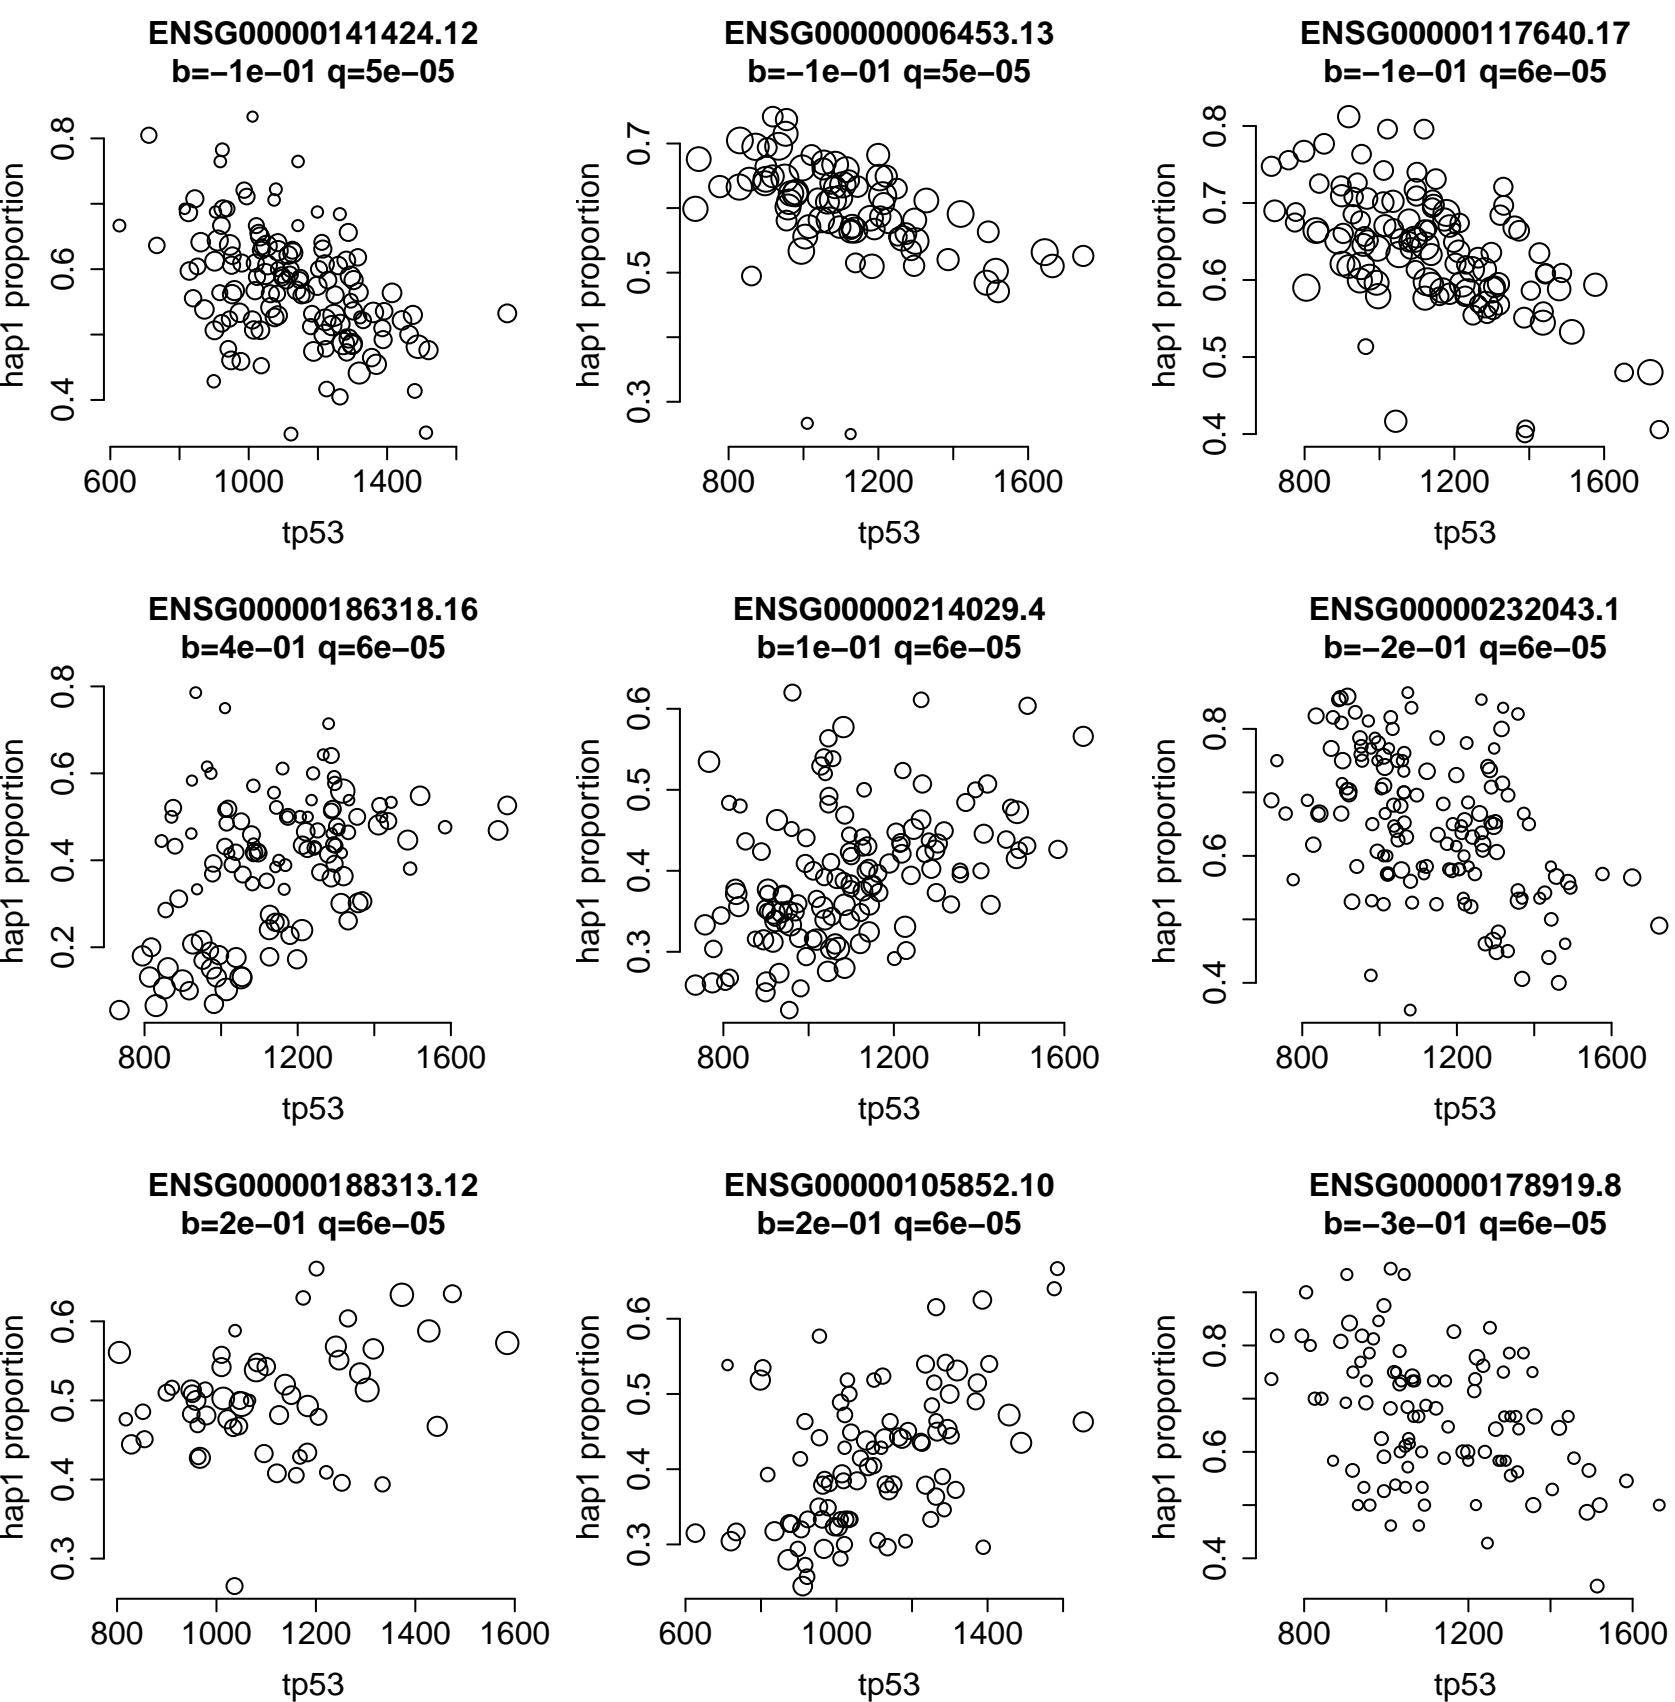 ENSG00000141424.12
b=−1e−01 q=5e−05
hap1 proportion
0.8
0.6
0.4
600 1000 1400
tp53
ENSG00000006453.13
b=−1e−01 q=5e−05
hap1 proportion
0.7
0.5
0.3
800 1200 1600
tp53
ENSG00000117640.17
b=−1e−01 q=6e−05
hap1 proportion
0.8
0.7
0.6
0.5
0.4
800 1200 1600
tp53
ENSG00000186318.16
b=4e−01 q=6e−05
hap1 proportion
0.8
0.6
0.4
0.2
800 1200 1600
tp53
ENSG00000214029.4
b=1e−01 q=6e−05
hap1 proportion
0.6
0.5
0.4
0.3
800 1200 1600
tp53
ENSG00000232043.1
b=−2e−01 q=6e−05
hap1 proportion
0.8
0.6
0.4
800 1200 1600
tp53
ENSG00000188313.12
b=2e−01 q=6e−05
hap1 proportion
0.6
0.5
0.4
0.3
800 1000 1200 1400 1600
tp53
ENSG00000105852.10
b=2e−01 q=6e−05
hap1 proportion
0.6
0.5
0.4
0.3
600 1000 1400
tp53
ENSG00000178919.8
b=−3e−01 q=6e−05
hap1 proportion
0.8
0.6
0.4
800 1200 1600
tp53